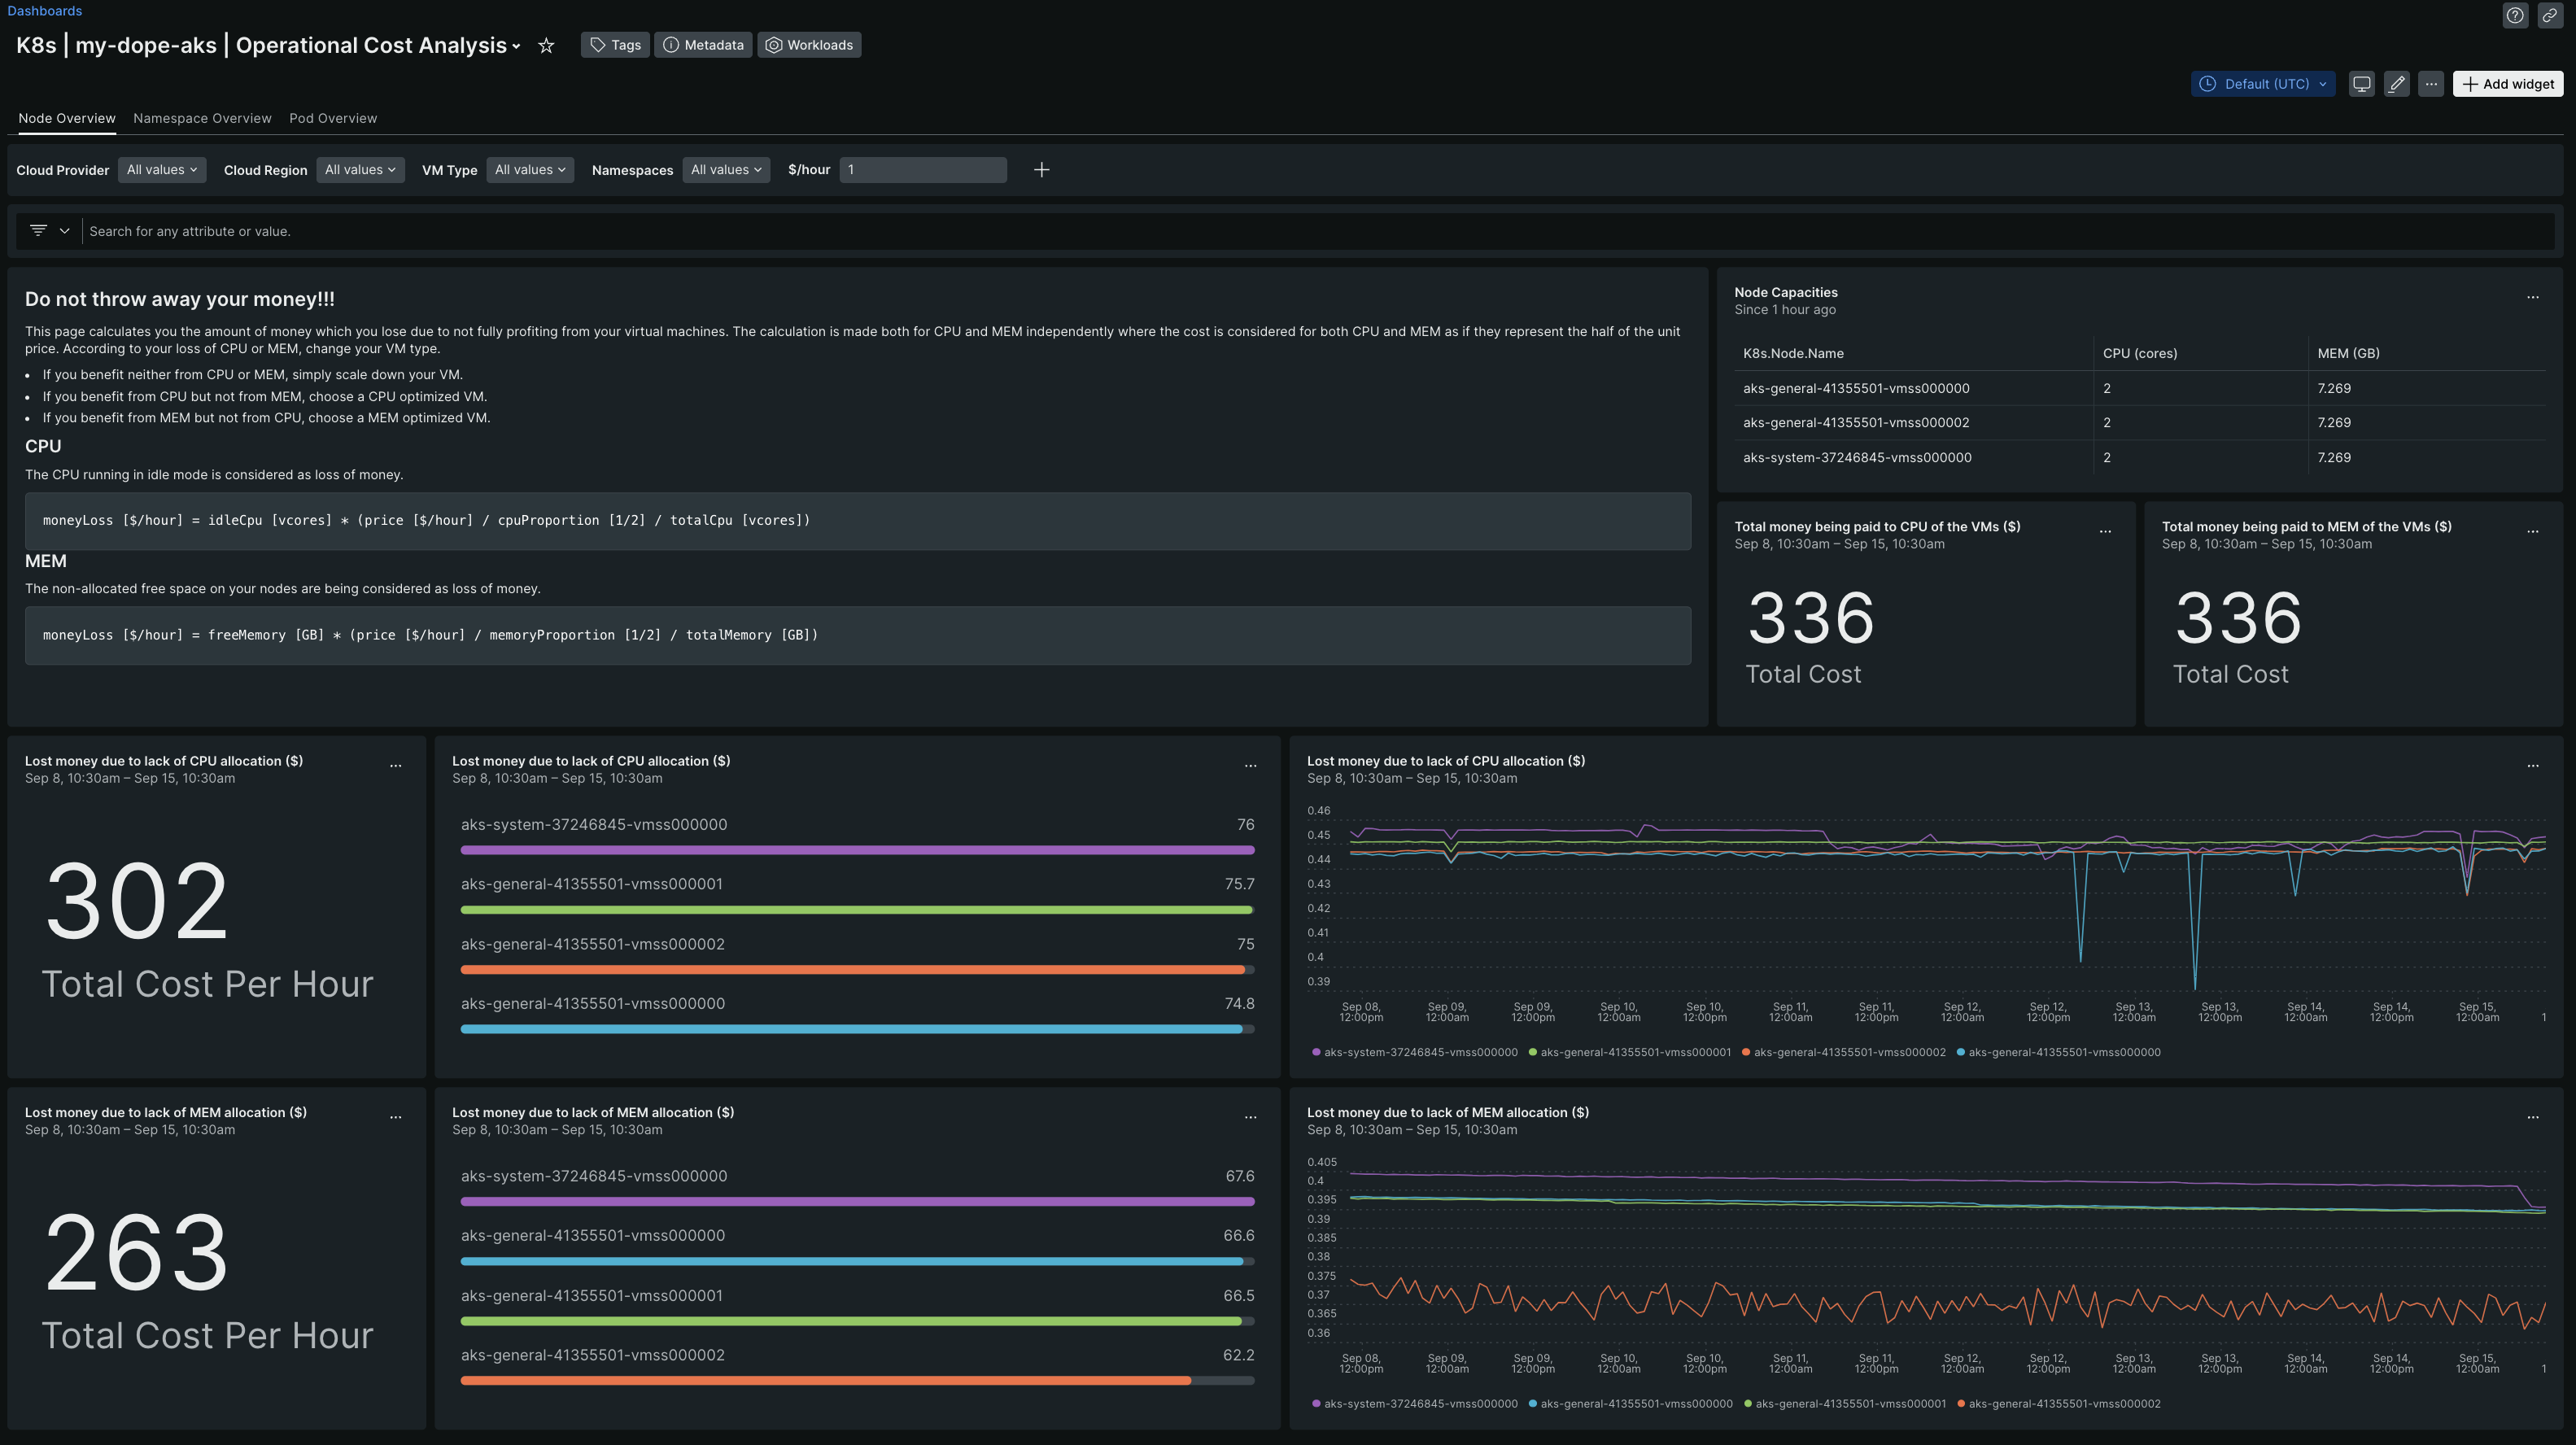 Dashboards
K8s | my-dope-aks | Operational Cost Analysis
Tags
Metadata
Workloads
Default (UTC)
...
Add widget
Node Overview
Namespace Overview
Pod Overview
Cloud Provider
All values
Cloud Region
All values
VM Type
All values
Namespaces
All values
$/hour
1
Search for any attribute or value.
Do not throw away your money!!!
This page calculates you the amount of money which you lose due to not fully profiting from your virtual machines. The calculation is made both for CPU and MEM independently where the cost is considered for both CPU and MEM as if they represent the half of the unit
price. According to your loss of CPU or MEM, change your VM type.
• If you benefit neither from CPU or MEM, simply scale down your VM.
• If you benefit from CPU but not from MEM, choose a CPU optimized VM.
• If you benefit from MEM but not from CPU, choose a MEM optimized VM.
CPU
The CPU running in idle mode is considered as loss of money.
moneyLoss [$/hour] = idleCpu [vcores] * (price [$/hour] / cpuProportion [1/2] / totalCpu [vcores])
MEM
The non-allocated free space on your nodes are being considered as loss of money.
moneyLoss [$/hour] = freeMemory [GB] * (price [$/hour] / memoryProportion [1/2] / totalMemory [GB])
Node Capacities
Since 1 hour ago
K8s.Node.Name CPU (cores) MEM (GB)
aks-general-41355501-vmss000000 2 7.269
aks-general-41355501-vmss000002 2 7.269
aks-system-37246845-vmss000000 2 7.269
Total money being paid to CPU of the VMs ($)
Sep 8, 10:30am – Sep 15, 10:30am
336
Total Cost
Total money being paid to MEM of the VMs ($)
Sep 8, 10:30am – Sep 15, 10:30am
336
Total Cost
Lost money due to lack of CPU allocation ($)
Sep 8, 10:30am – Sep 15, 10:30am
302
Total Cost Per Hour
Lost money due to lack of CPU allocation ($)
Sep 8, 10:30am – Sep 15, 10:30am
aks-system-37246845-vmss000000 76
aks-general-41355501-vmss000001 75.7
aks-general-41355501-vmss000002 75
aks-general-41355501-vmss000000 74.8
Lost money due to lack of CPU allocation ($)
Sep 8, 10:30am – Sep 15, 10:30am
0.46
0.45
0.44
0.43
0.42
0.41
0.4
0.39
Sep 08, Sep 09, Sep 09, Sep 10, Sep 10, Sep 11, Sep 11, Sep 12, Sep 12, Sep 13, Sep 13, Sep 14, Sep 14, Sep 15,
12:00pm 12:00am 12:00pm 12:00am 12:00pm 12:00am 12:00pm 12:00am 12:00pm 12:00am 12:00pm 12:00am 12:00pm 12:00am 1
aks-system-37246845-vmss000000 aks-general-41355501-vmss000001 aks-general-41355501-vmss000002 aks-general-41355501-vmss000000
Lost money due to lack of MEM allocation ($)
Sep 8, 10:30am – Sep 15, 10:30am
263
Total Cost Per Hour
Lost money due to lack of MEM allocation ($)
Sep 8, 10:30am – Sep 15, 10:30am
aks-system-37246845-vmss000000 67.6
aks-general-41355501-vmss000000 66.6
aks-general-41355501-vmss000001 66.5
aks-general-41355501-vmss000002 62.2
Lost money due to lack of MEM allocation ($)
Sep 8, 10:30am – Sep 15, 10:30am
0.405
0.4
0.395
0.39
0.385
0.38
0.375
0.37
0.365
0.36
Sep 08, Sep 09, Sep 09, Sep 10, Sep 10, Sep 11, Sep 11, Sep 12, Sep 12, Sep 13, Sep 13, Sep 14, Sep 14, Sep 15,
12:00pm 12:00am 12:00pm 12:00am 12:00pm 12:00am 12:00pm 12:00am 12:00pm 12:00am 12:00pm 12:00am 12:00pm 12:00am 1
aks-system-37246845-vmss000000 aks-general-41355501-vmss000000 aks-general-41355501-vmss000001 aks-general-41355501-vmss000002